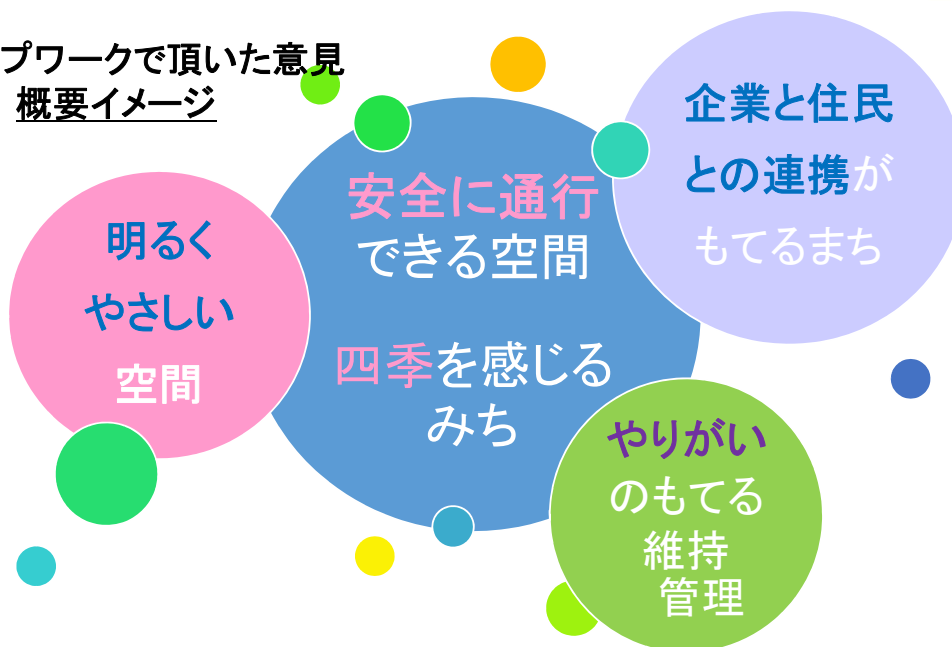 プワークで頂いた意見
概要イメージ
明るく
やさしい
空間
安全に通行
できる空間
四季を感じる
みち
企業と住民
との連携が
もてるまち
やりがい
のもてる
維持
管理